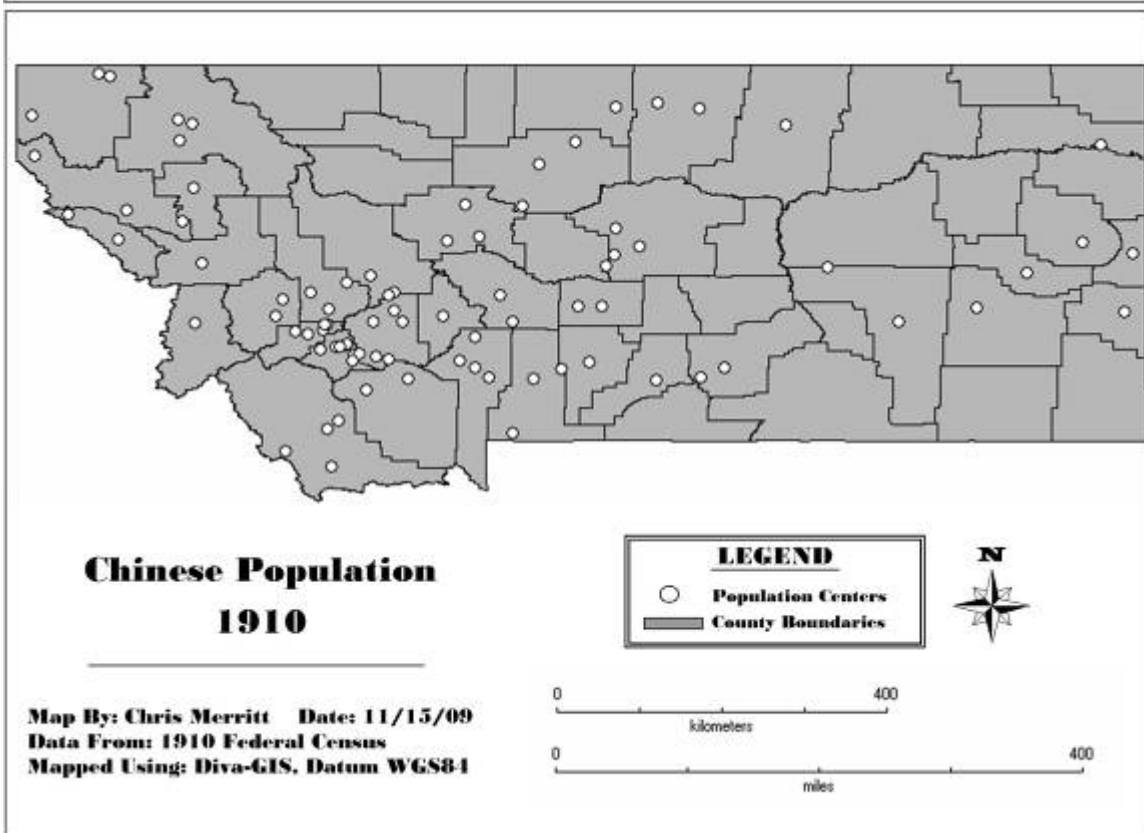 Chinese Population
1910
Map By: Chris Merritt Date: 11/15/09
Data From: 1910 Federal Census
Mapped Using: Diva-GIS, Datum WGS84
LEGEND
Population Centers
County Boundaries
N
0 400
kilometers
0 400
miles